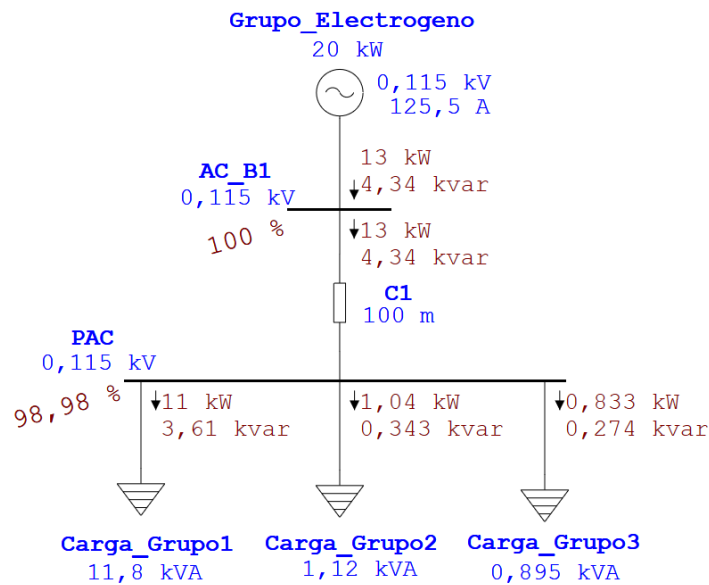 Grupo_Electrogeno
20 kW
0,115 kV
125,5 A
13 kW
4,34 kvar
AC_B1
0,115 kV
100 %
13 kW
4,34 kvar
C1
100 m
PAC
0,115 kV
98,98 %
11 kW
3,61 kvar
1,04 kW
0,343 kvar
0,833 kW
0,274 kvar
Carga_Grupo1
11,8 kVA
Carga_Grupo2
1,12 kVA
Carga_Grupo3
0,895 kVA